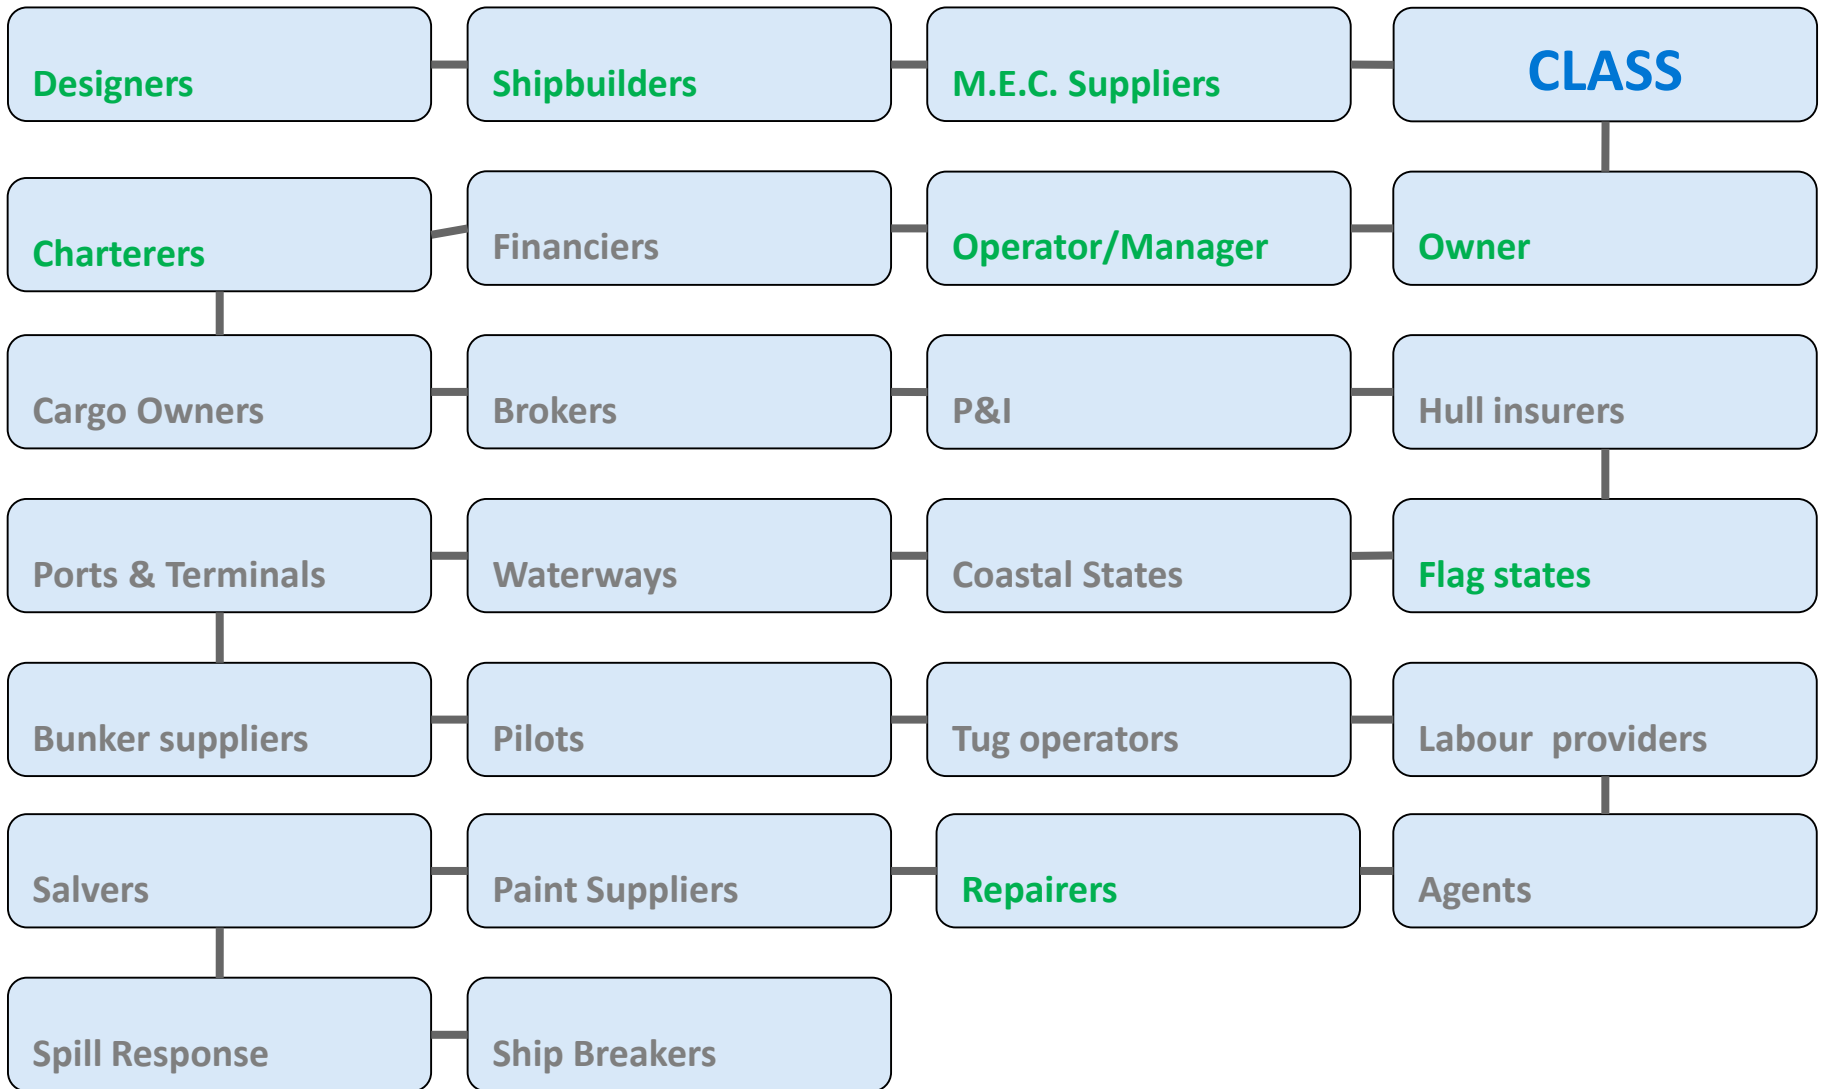 Designers
Shipbuilders
M.E.C. Suppliers
CLASS
Charterers
Financiers
Operator/Manager
Owner
Cargo Owners
Brokers
P&I
Hull insurers
Ports & Terminals
Waterways
Coastal States
Flag states
Bunker suppliers
Pilots
Tug operators
Labour  providers
Salvers
Paint Suppliers
Repairers
Agents
Spill Response
Ship Breakers